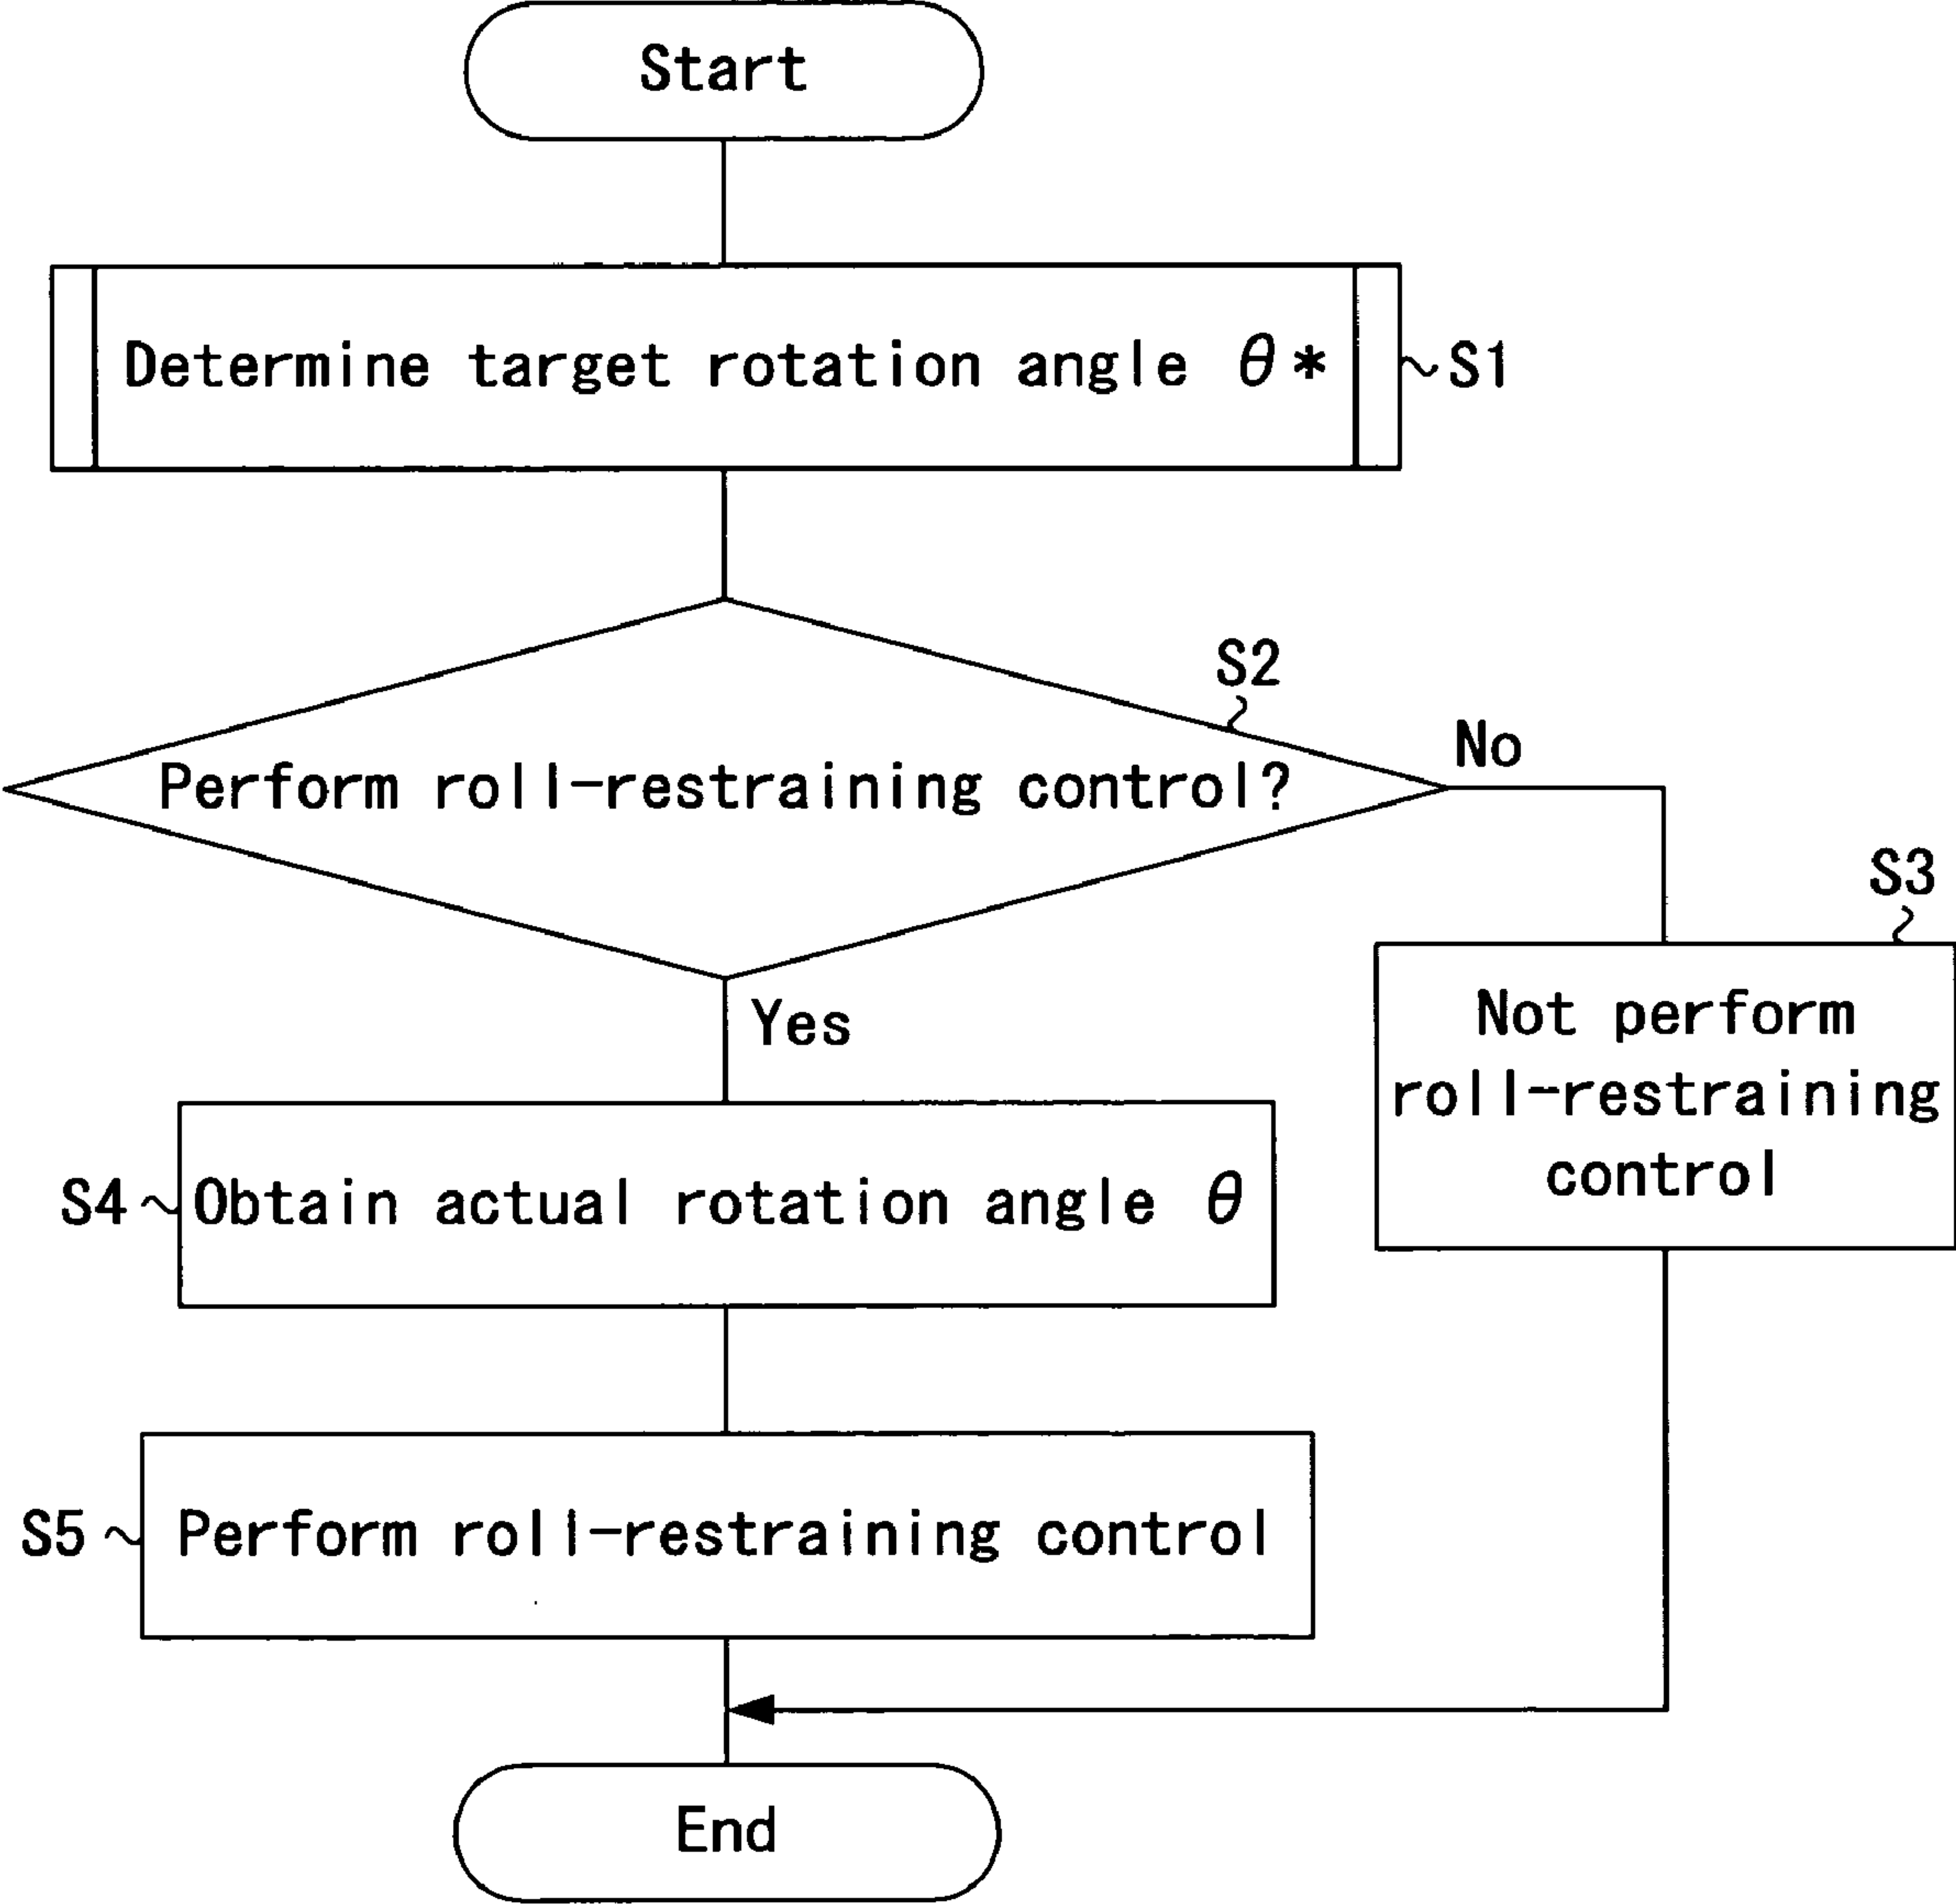 Start
Determine target rotation angle θ*
S1
S2
Perform roll-restraining control?
No
S3
Not perform
roll-restraining
control
Yes
S4
Obtain actual rotation angle θ
S5
Perform roll-restraining control
End